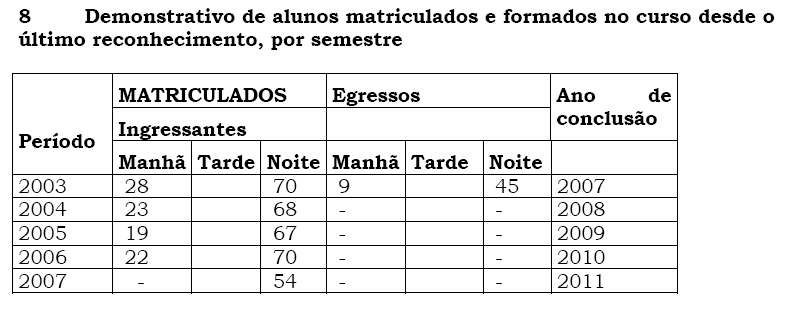 8 Demonstrativo de alunos matriculados e formados no curso desde o
último reconhecimento, por semestre
Período MATRICULADOS Egressos Ano de conclusão
Ingressantes
Manhã Tarde Noite Manhã Tarde Noite
2003 28 70 9 45 2007
2004 23 68 - - 2008
2005 19 67 - - 2009
2006 22 70 - - 2010
2007 - 54 - - 2011